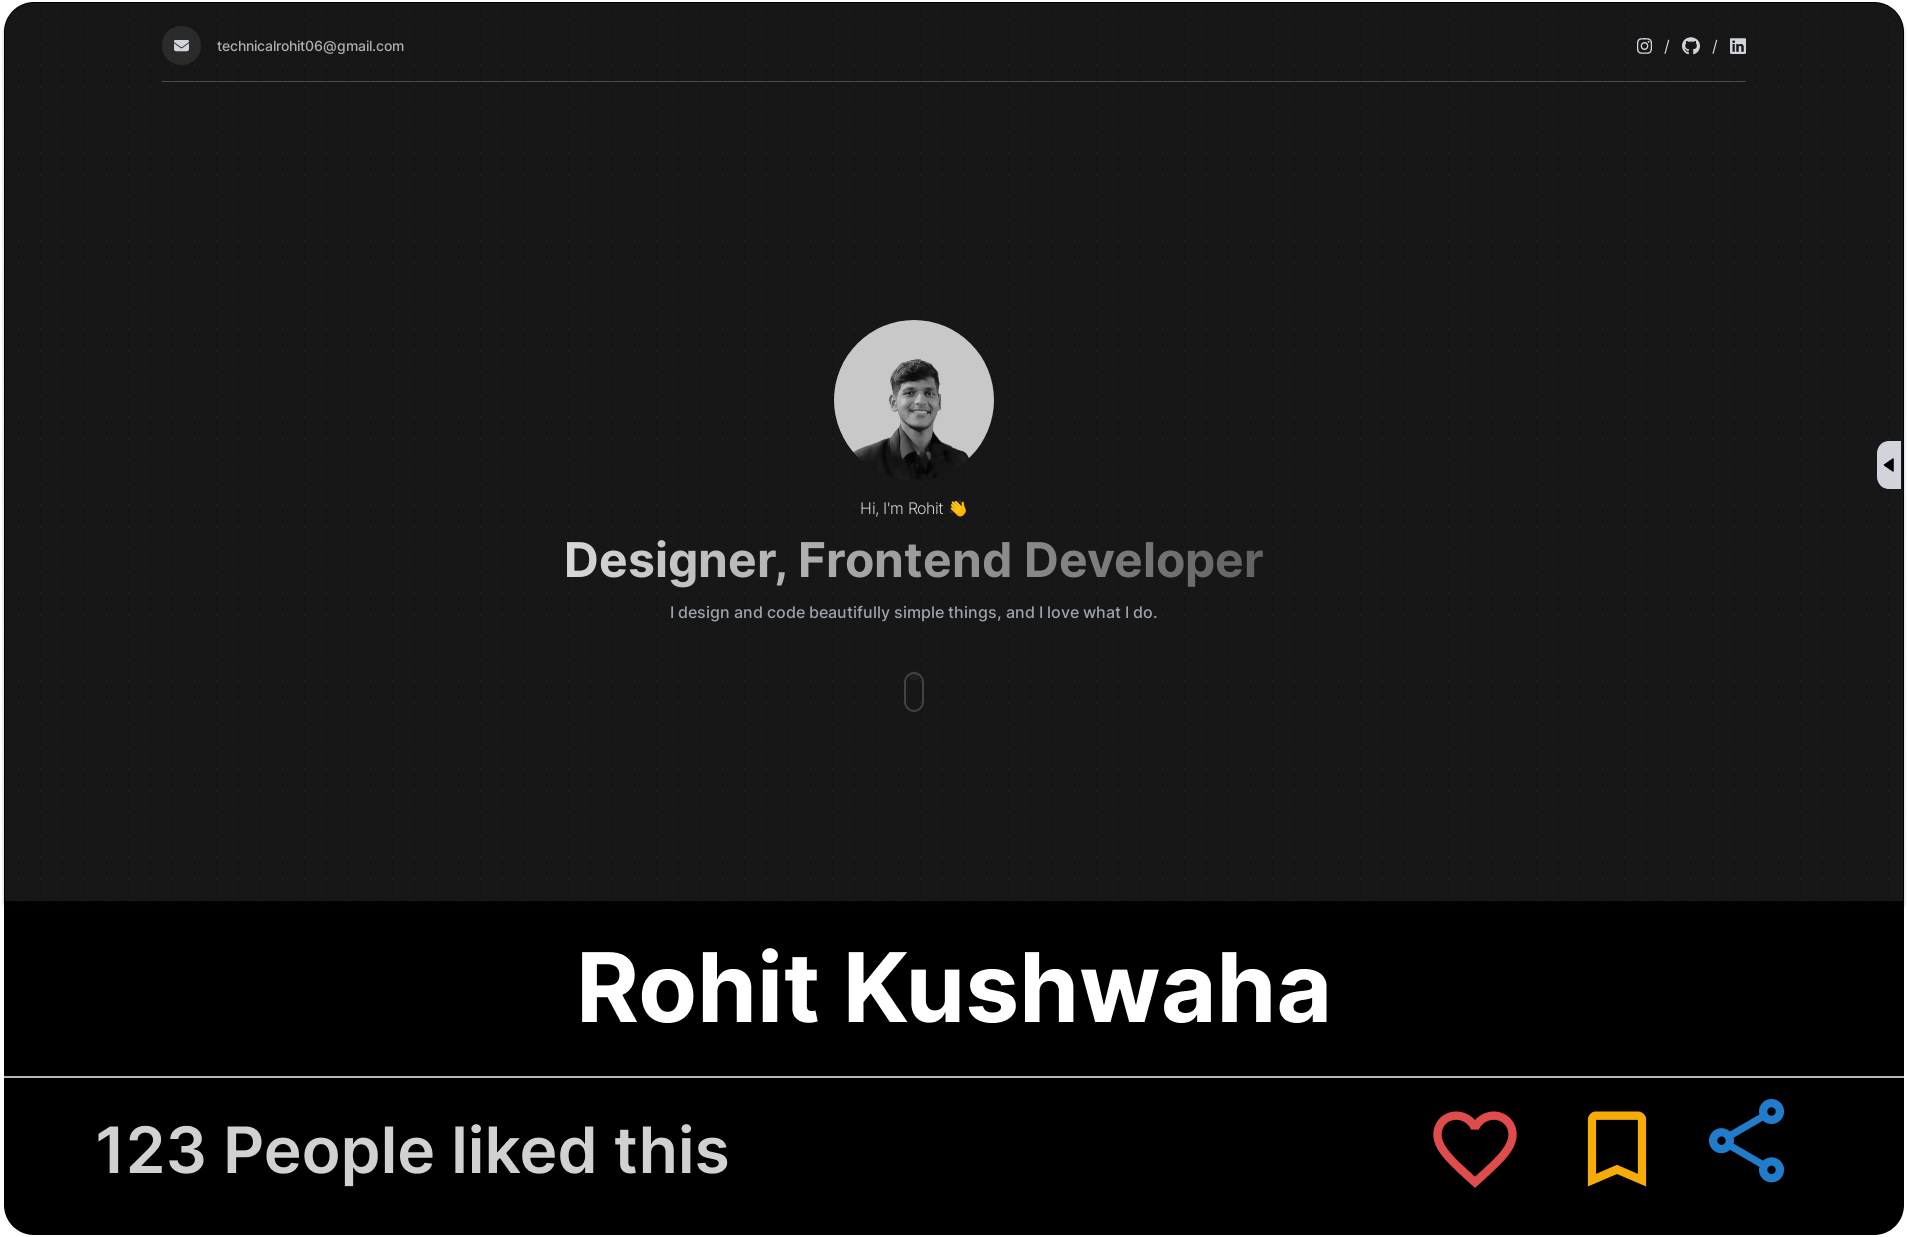 technicalrohit06@gmail.com
/ /
Hi, I'm Rohit 👋
Designer, Frontend Developer
I design and code beautifully simple things, and I love what I do.
Rohit Kushwaha
123 People liked this